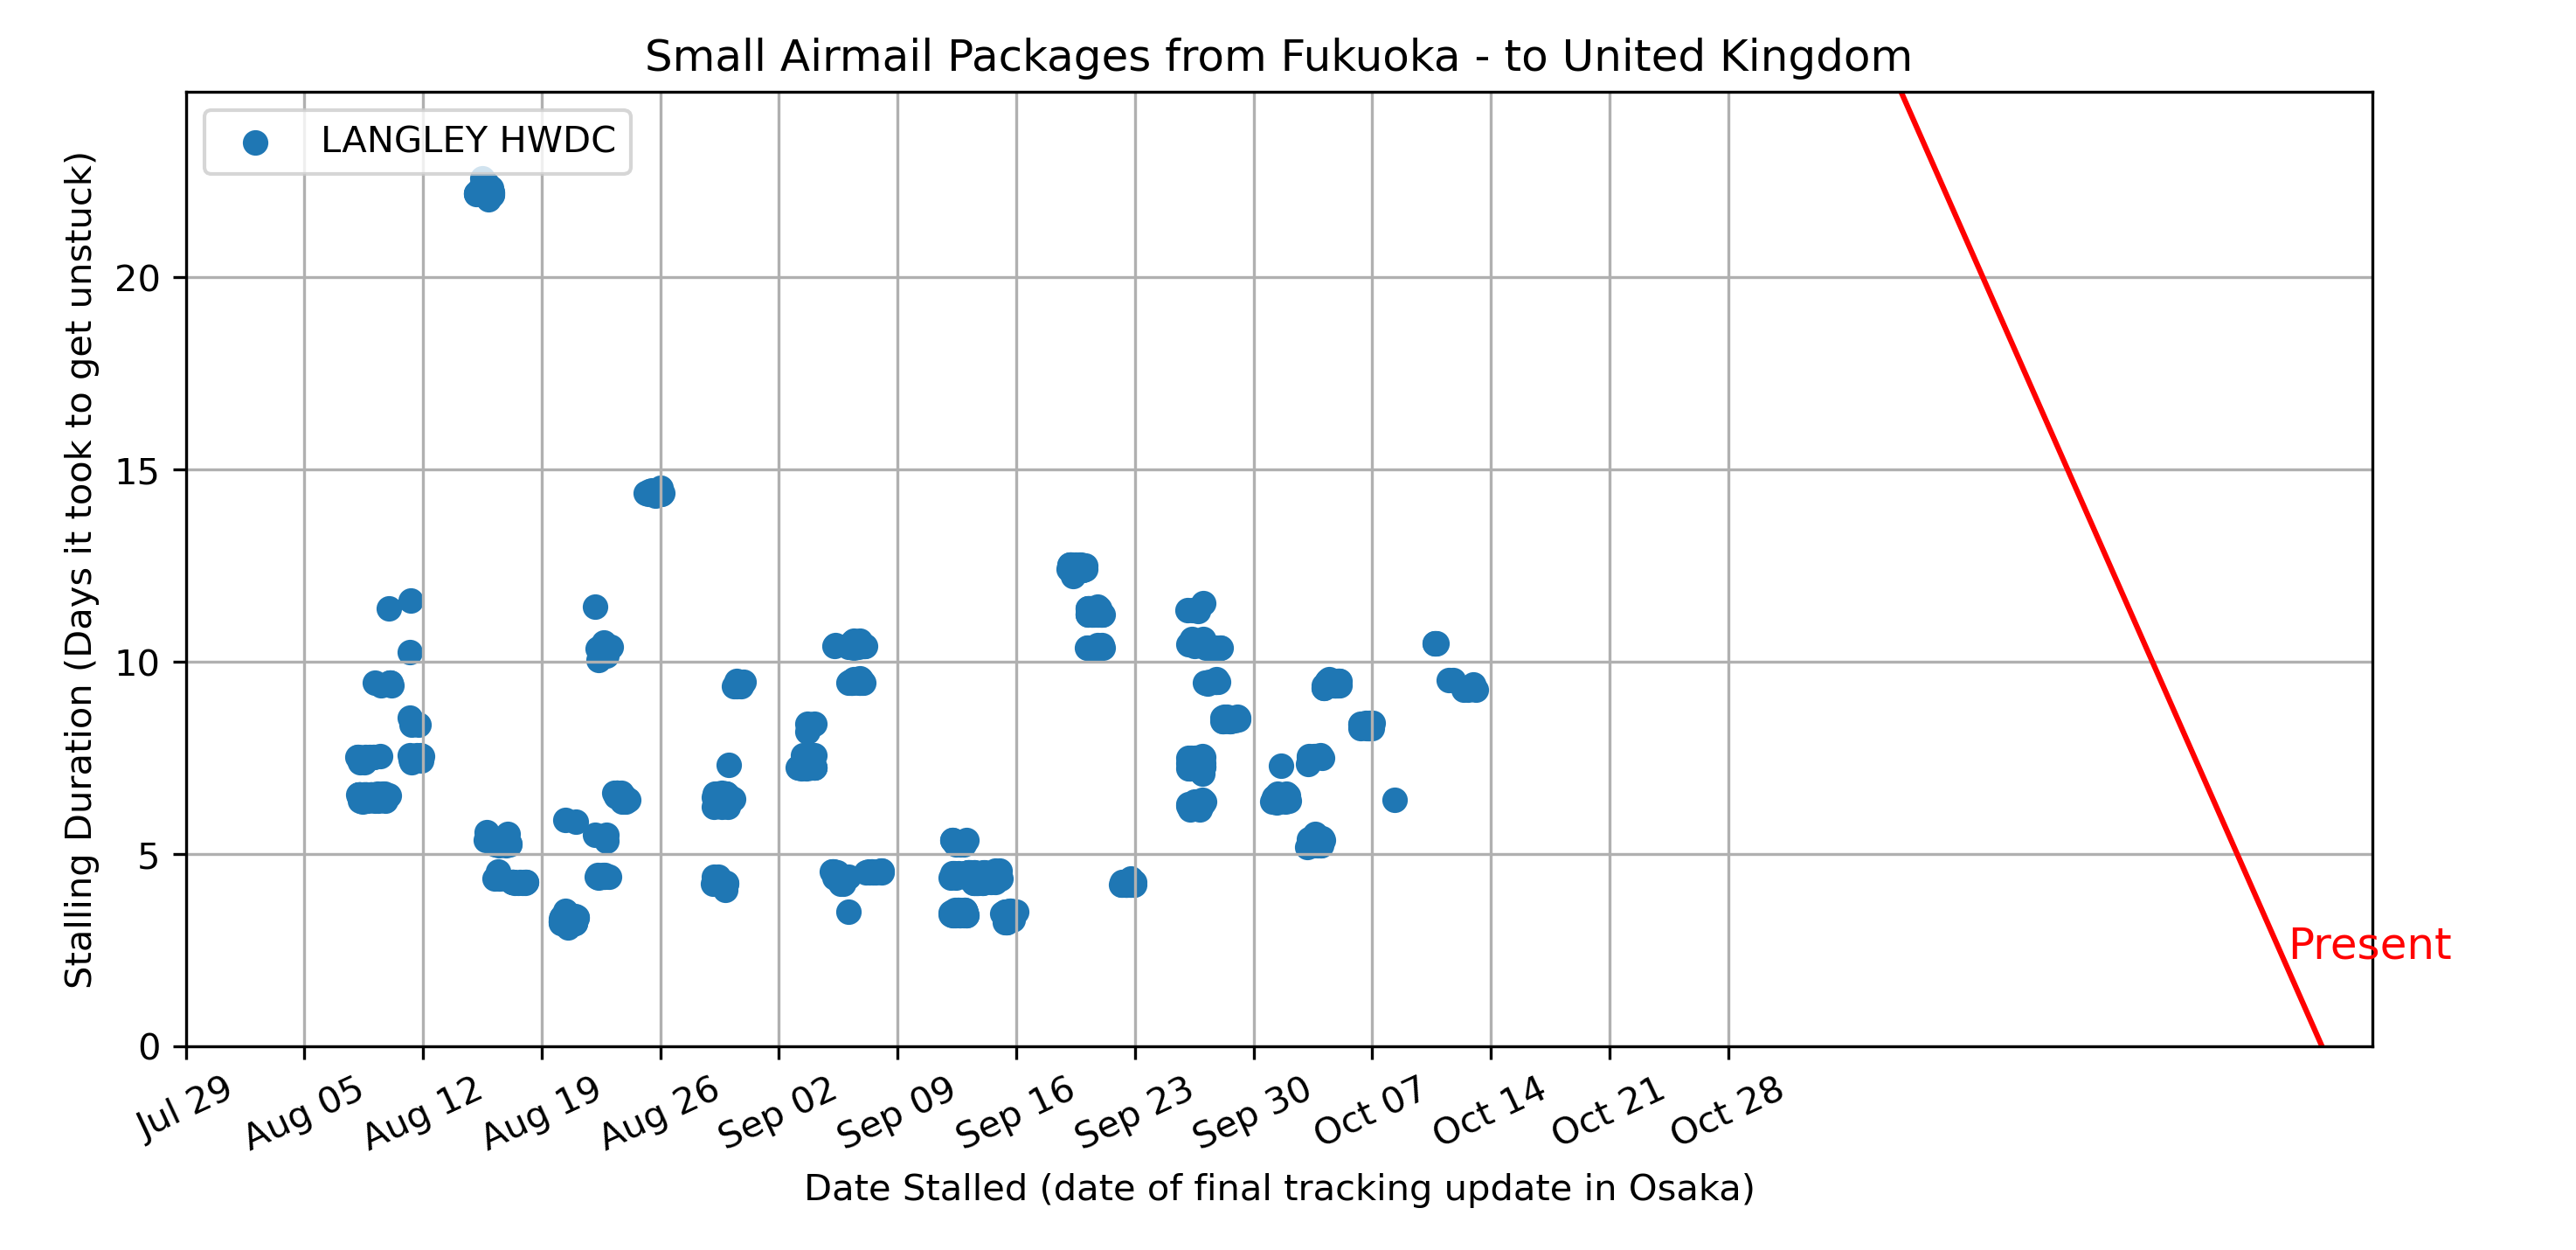 Small Airmail Packages from Fukuoka - to United Kingdom
LANGLEY HWDC
Stalling Duration (Days it took to get unstuck)
20
15
10
5
0
Present
Jul 29
Aug 05
Aug 12
Aug 19
Aug 26
Sep 02
Sep 09
Sep 16
Sep 23
Sep 30
Oct 07
Oct 14
Oct 21
Oct 28
Date Stalled (date of final tracking update in Osaka)